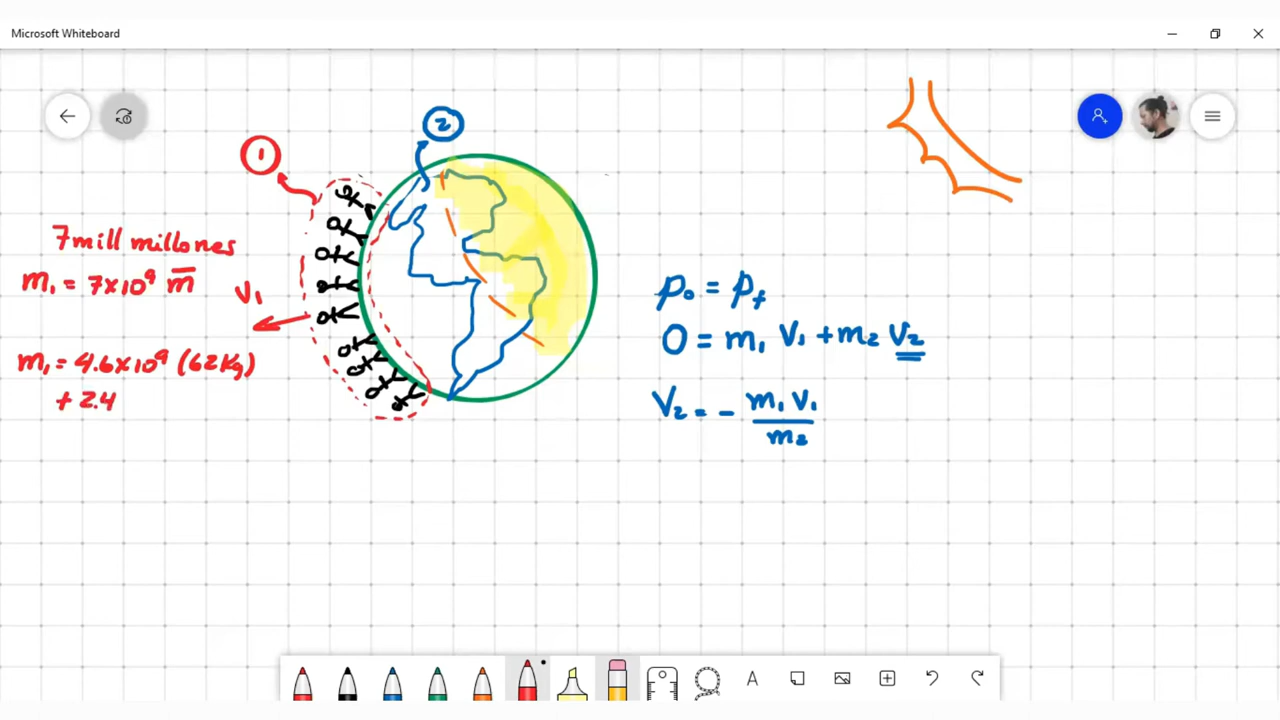 Microsoft Whiteboard
②
①
7mill millones
m₁ = 7x10⁹ m̅
V₁
m₁ = 4.6x10⁹ (62Kg)
+ 2.4
p₀ = p_f
0 = m₁ V₁ + m₂ V₂
V₂ = - m₁ V₁ / m₂
A